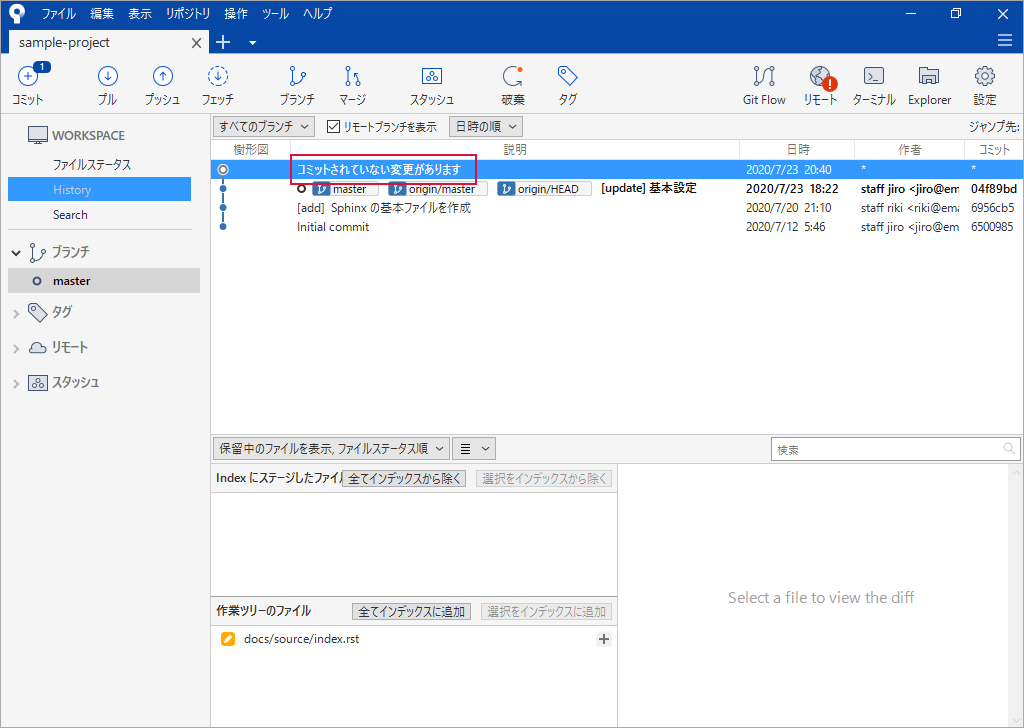 ファイル 編集 表示 リポジトリ 操作 ツール ヘルプ
sample-project
1
コミット プル プッシュ フェッチ ブランチ マージ スタッシュ 破棄 タグ Git Flow リモート ターミナル Explorer 設定
WORKSPACE
ファイルステータス
History
Search
ブランチ
master
タグ
リモート
スタッシュ
すべてのブランチ リモートブランチを表示 日時の順 ジャンプ先:
樹形図 説明 日時 作者 コミット
コミットされていない変更があります 2020/7/23 20:40 * *
master origin/master origin/HEAD [update] 基本設定 2020/7/23 18:22 staff jiro <jiro@em 04f89bd
[add] Sphinx の基本ファイルを作成 2020/7/20 21:10 staff riki <riki@ema 6956cb5
Initial commit 2020/7/12 5:46 staff jiro <jiro@em 6500985
保留中のファイルを表示, ファイルステータス順 検索
Index にステージしたファイル 全てインデックスから除く 選択をインデックスから除く
作業ツリーのファイル 全てインデックスに追加 選択をインデックスに追加
docs/source/index.rst
Select a file to view the diff